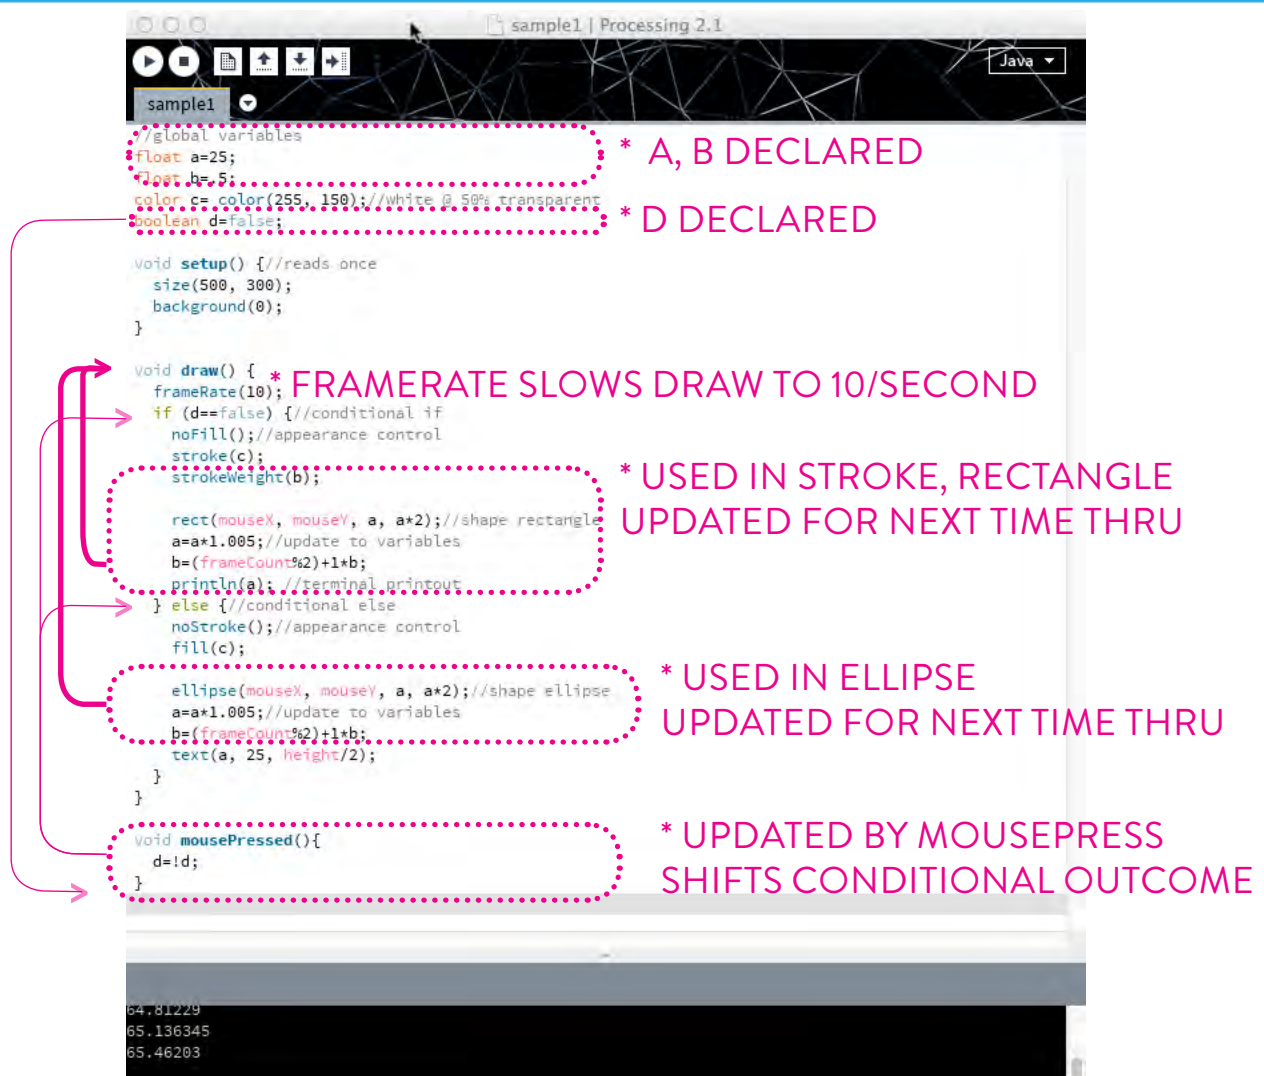 sample1 | Processing 2.1
Java
sample1
//global variables
float a=25;
* A, B DECLARED
float b=.5;
color c= color(255, 150);//white @ 50% transparent
boolean d=false;
* D DECLARED
void setup() {//reads once
size(500, 300);
background(0);
}
void draw() {
* FRAMERATE SLOWS DRAW TO 10/SECOND
frameRate(10);
if (d==false) {//conditional if
noFill();//appearance control
stroke(c);
strokeWeight(b);
* USED IN STROKE, RECTANGLE
UPDATED FOR NEXT TIME THRU
rect(mouseX, mouseY, a, a*2);//shape rectangle
a=a*1.005;//update to variables
b=(frameCount%2)+1*b;
println(a); //terminal printout
} else {//conditional else
noStroke();//appearance control
fill(c);
* USED IN ELLIPSE
UPDATED FOR NEXT TIME THRU
ellipse(mouseX, mouseY, a, a*2);//shape ellipse
a=a*1.005;//update to variables
b=(frameCount%2)+1*b;
text(a, 25, height/2);
}
}
void mousePressed(){
* UPDATED BY MOUSEPRESS
SHIFTS CONDITIONAL OUTCOME
d=!d;
}
64.81229
65.136345
65.46203